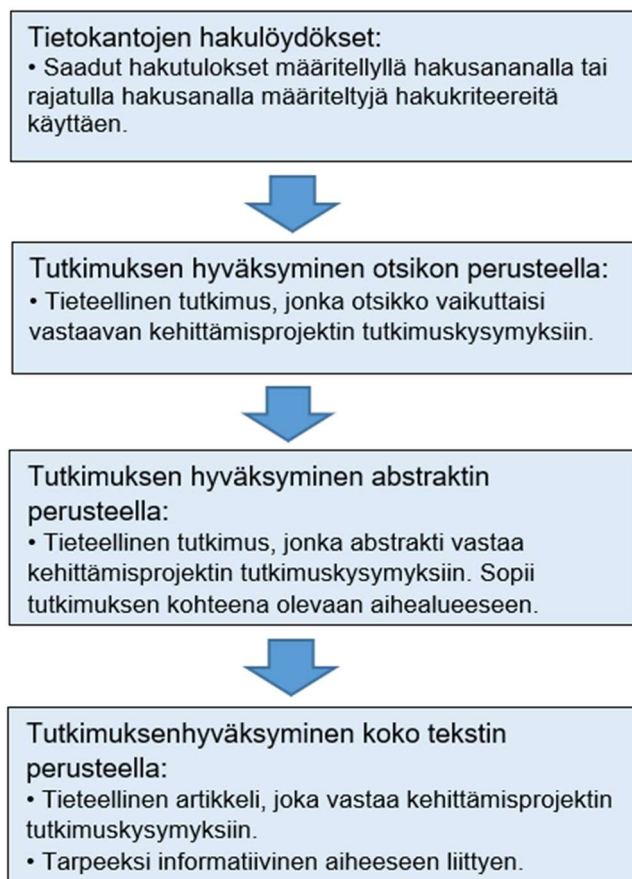 Tietokantojen hakulöydökset:
• Saadut hakutulokset määritellyllä hakusananalla tai
rajatulla hakusanalla määriteltyjä hakukriteereitä
käyttäen.
Tutkimuksen hyväksyminen otsikon perusteella:
• Tieteellinen tutkimus, jonka otsikko vaikuttaisi
vastaavan kehittämisprojektin tutkimuskysymyksiin.
Tutkimuksen hyväksyminen abstraktin
perusteella:
• Tieteellinen tutkimus, jonka abstrakti vastaa
kehittämisprojektin tutkimuskysymyksiin. Sopii
tutkimuksen kohteena olevaan aihealueeseen.
Tutkimuksenhyväksyminen koko tekstin
perusteella:
• Tieteellinen artikkeli, joka vastaa kehittämisprojektin
tutkimuskysymyksiin.
• Tarpeeksi informatiivinen aiheeseen liittyen.